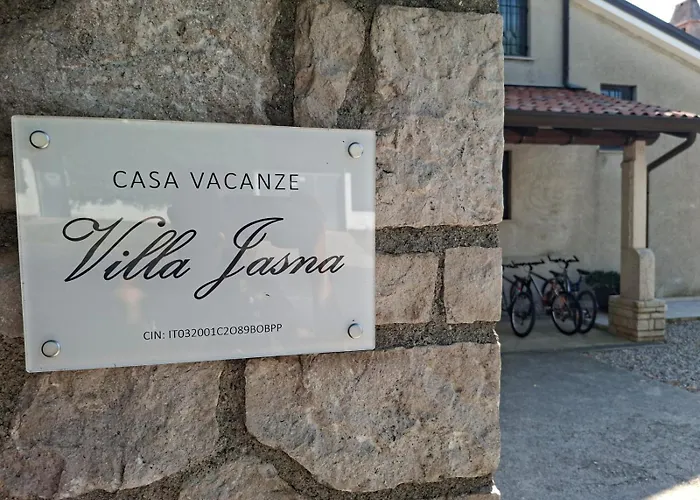 CASA VACANZE
Villa Jasna
CIN: IT032001C2O89BOBPP